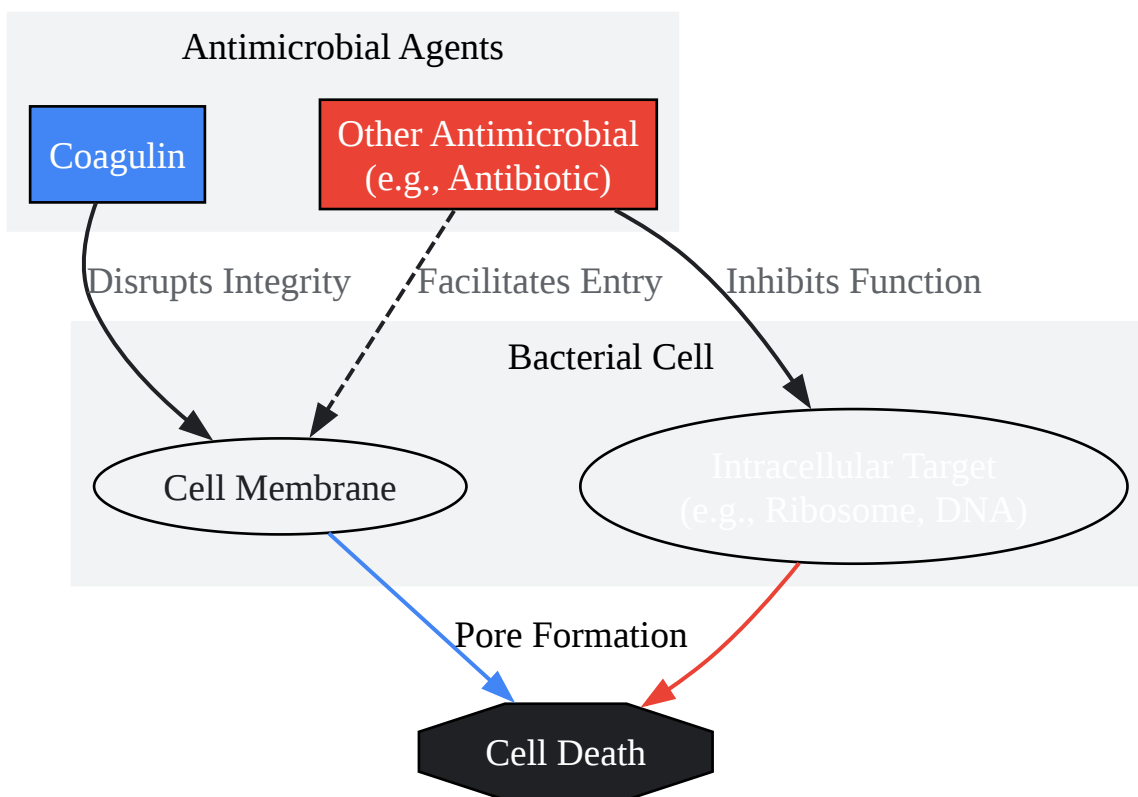 Antimicrobial Agents
Coagulin
Other Antimicrobial
(e.g., Antibiotic)
Disrupts Integrity
Facilitates Entry
Inhibits Function
Bacterial Cell
Cell Membrane
Intracellular Target
(e.g., Ribosome, DNA)
Pore Formation
Cell Death